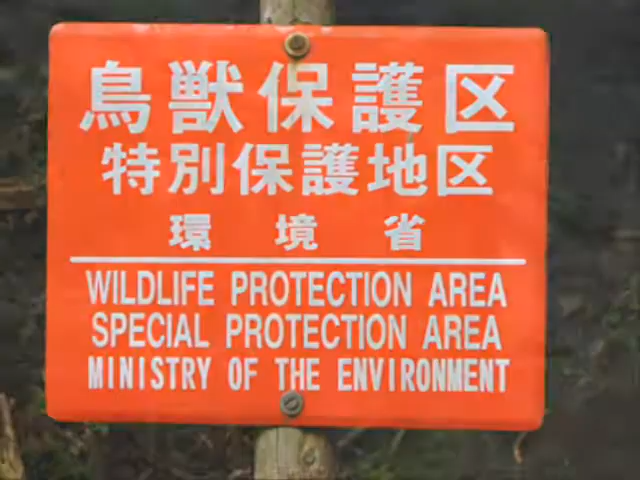 鳥獣保護区
特別保護地区
環境省
WILDLIFE PROTECTION AREA
SPECIAL PROTECTION AREA
MINISTRY OF THE ENVIRONMENT